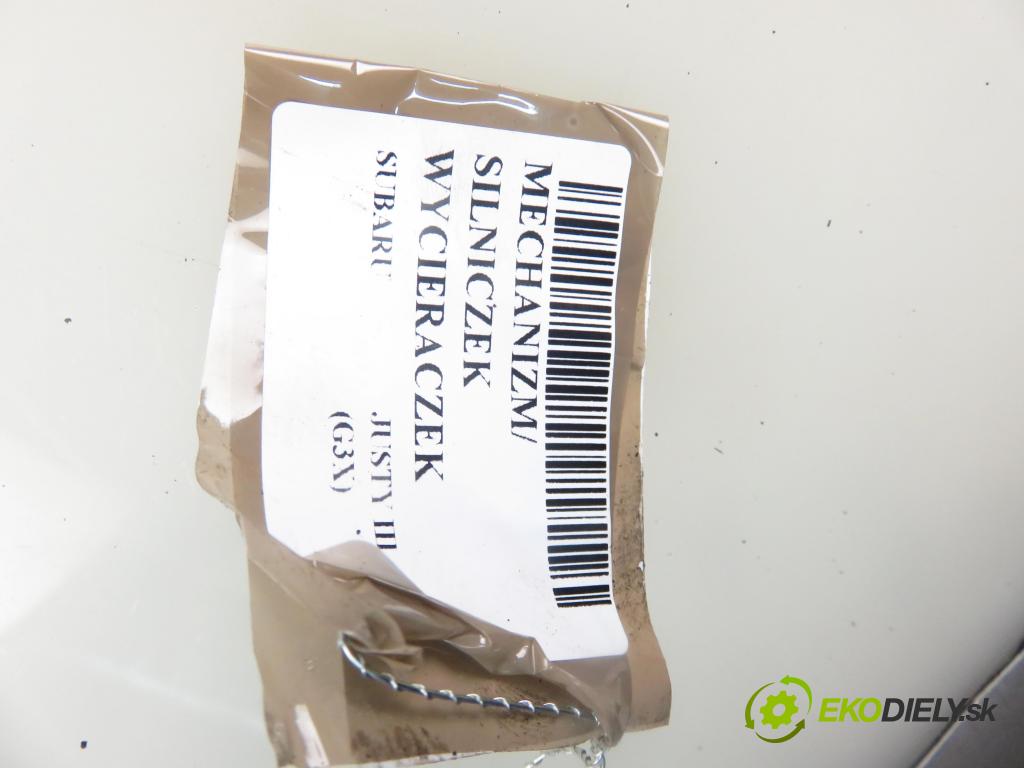 MECHANIZM/
SILNICZEK
WYCIERACZEK
SUBARU JUSTY III
(G3X)
EKODIELY.sk